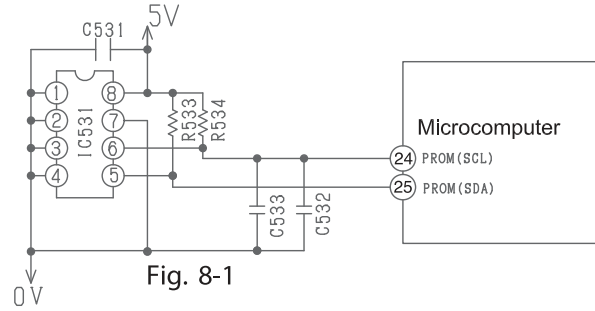 C531
5V
1
8
2
7
3
6
4
5
IC531
R533
R534
Microcomputer
24 PROM(SCL)
25 PROM(SDA)
C533
C532
Fig. 8-1
0V